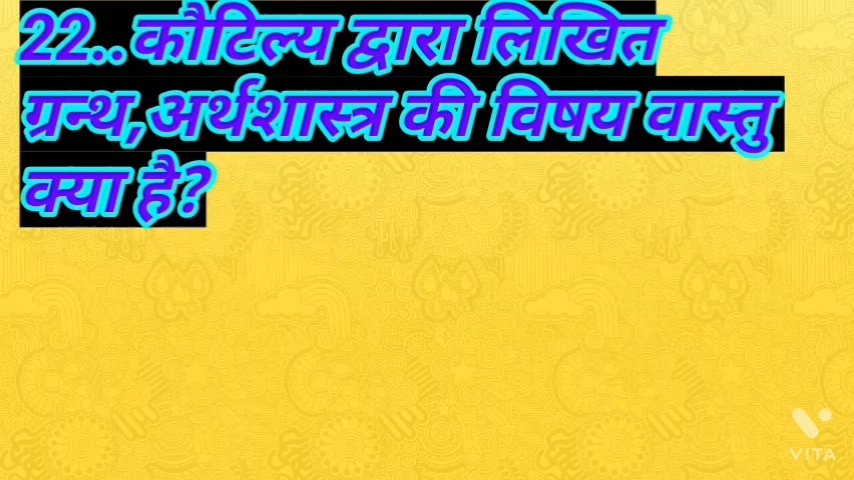 22..कौटिल्य द्वारा लिखित
ग्रन्थ,अर्थशास्त्र की विषय वास्तु
क्या है?
VITA